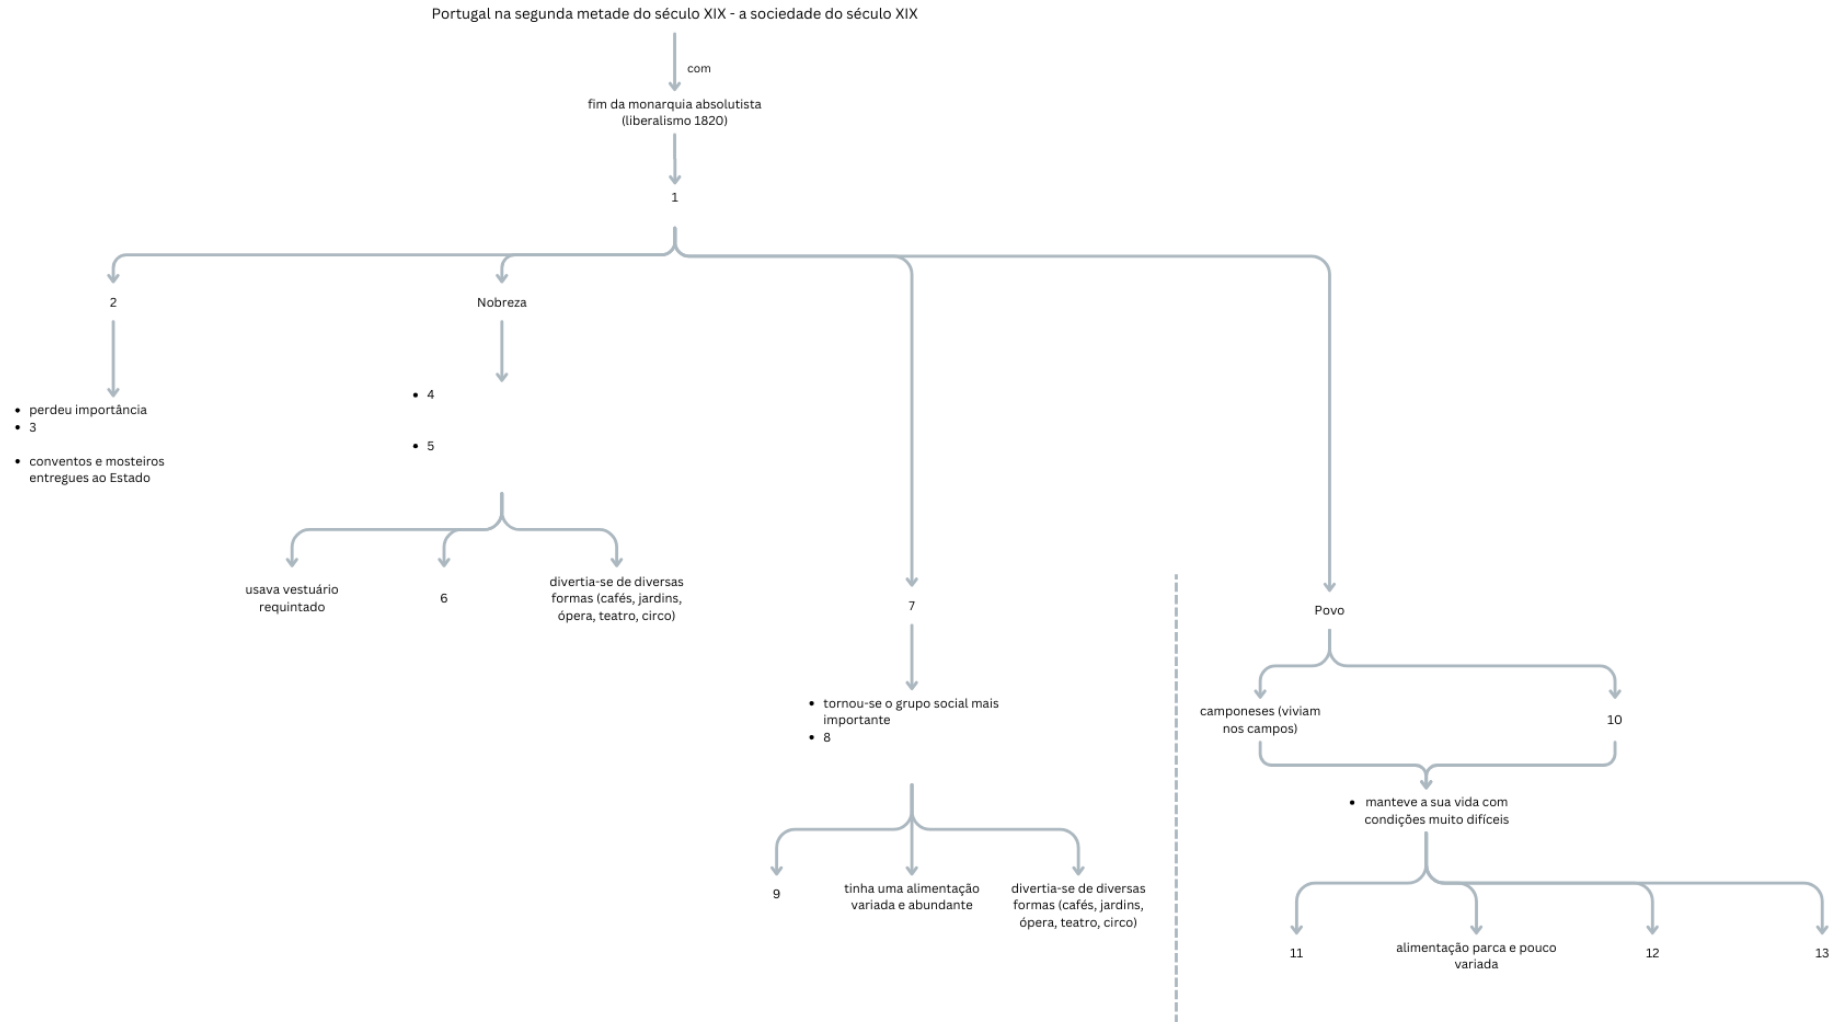 Portugal na segunda metade do século XIX - a sociedade do século XIX
com
fim da monarquia absolutista
(liberalismo 1820)
1
2
Nobreza
• perdeu importância
• 3
• conventos e mosteiros
entregues ao Estado
• 4
• 5
usava vestuário
requintado
6
divertia-se de diversas
formas (cafés, jardins,
ópera, teatro, circo)
7
• tornou-se o grupo social mais
importante
• 8
9
tinha uma alimentação
variada e abundante
divertia-se de diversas
formas (cafés, jardins,
ópera, teatro, circo)
Povo
camponeses (viviam
nos campos)
10
• manteve a sua vida com
condições muito difíceis
11
alimentação parca e pouco
variada
12
13